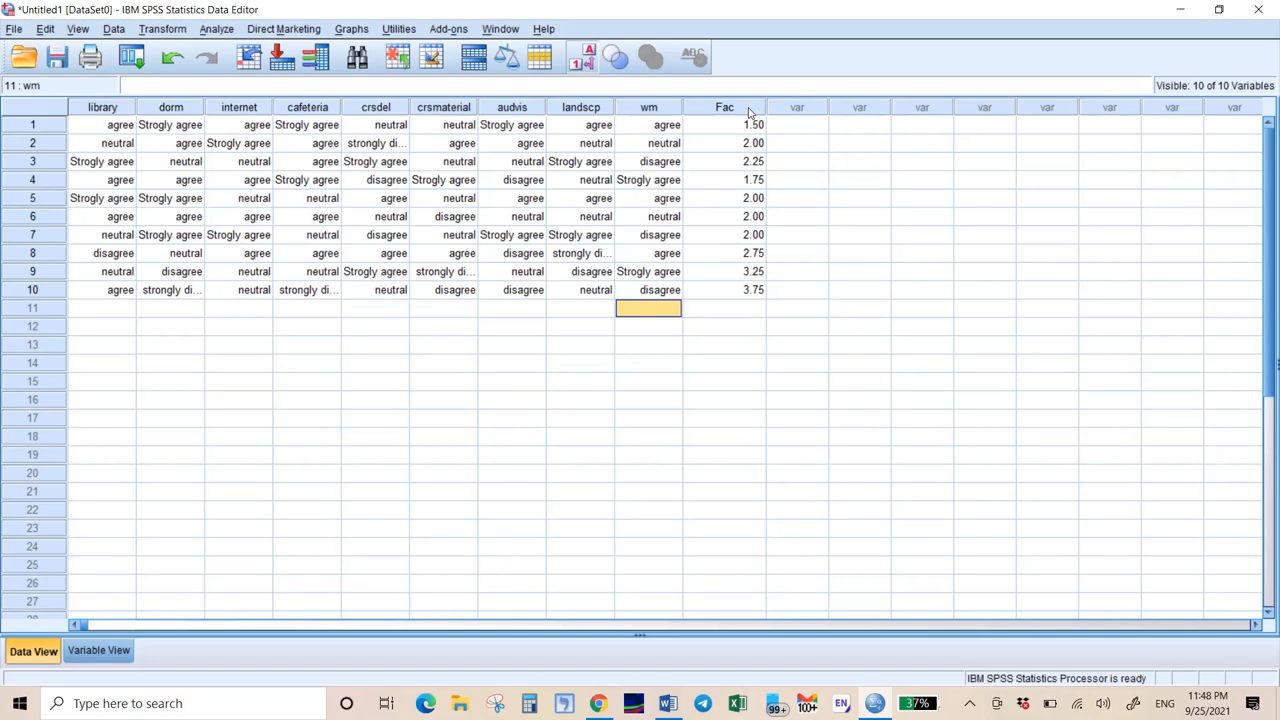 *Untitled1 [DataSet0] - IBM SPSS Statistics Data Editor
File Edit View Data Transform Analyze Direct Marketing Graphs Utilities Add-ons Window Help
11 : wm Visible: 10 of 10 Variables
library dorm internet cafeteria crsdel crsmaterial audvis landscp wm Fac var var var var var var var var
1 agree Strogly agree agree Strogly agree neutral neutral Strogly agree agree agree 1.50
2 neutral agree agree agree strongly di... agree agree neutral neutral 2.00
3 Strogly agree neutral neutral agree Strogly agree neutral neutral Strogly agree disagree 2.25
4 agree agree agree Strogly agree disagree Strogly agree disagree neutral Strogly agree 1.75
5 Strogly agree Strogly agree neutral neutral agree neutral agree agree agree 2.00
6 agree agree agree agree neutral disagree neutral neutral neutral 2.00
7 neutral Strogly agree Strogly agree neutral disagree neutral Strogly agree Strogly agree disagree 2.00
8 disagree neutral agree agree agree agree disagree strongly di... agree 2.75
9 neutral disagree neutral neutral Strogly agree strongly di... neutral disagree Strogly agree 3.25
10 agree strongly di... neutral strongly di... neutral disagree disagree neutral disagree 3.75
11
12
13
14
15
16
17
18
19
20
21
22
23
24
25
26
27
Data View Variable View
IBM SPSS Statistics Processor is ready
Type here to search 99+ 100+ EN 37% ENG 11:48 PM
9/25/2021